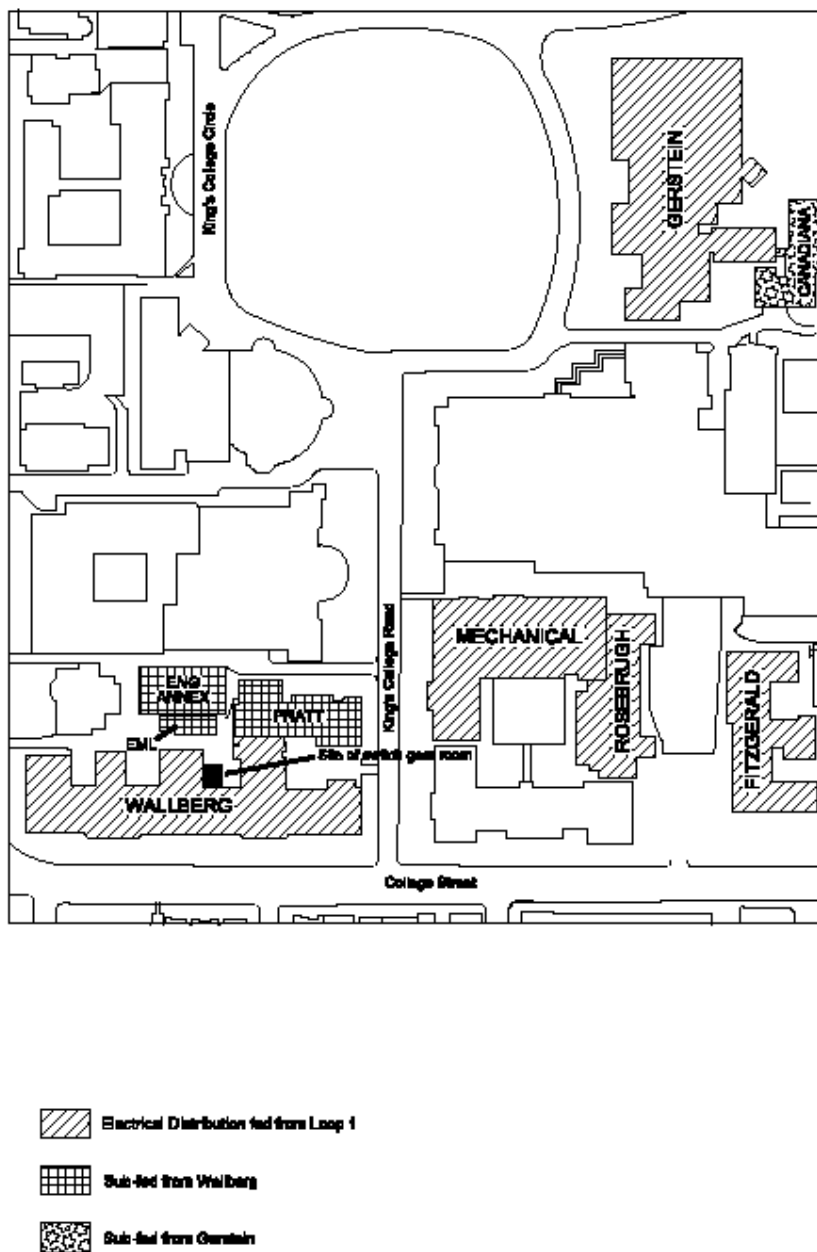 King's College Circle
GERSTEIN
CANADIANA
King's College Road
MECHANICAL
ROSEBRUGH
FITZGERALD
ENG
ANNEX
PRATT
EML
Site of switch gear room
WALLBERG
College Street
Electrical Distribution fed from Loop 1
Sub-fed from Wallberg
Sub-fed from Gerstein